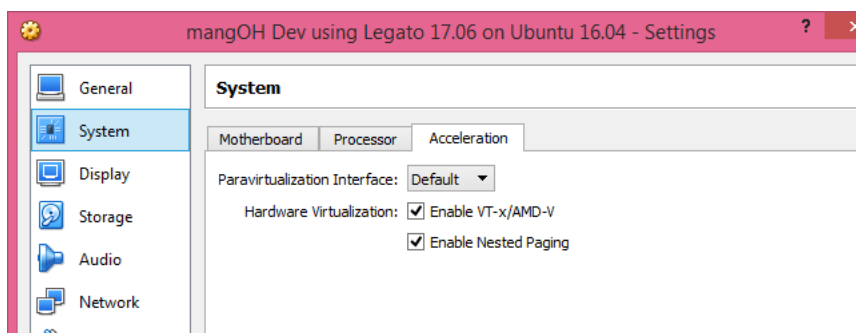 mangOH Dev using Legato 17.06 on Ubuntu 16.04 - Settings ?
General
System
Display
Storage
Audio
Network
System
Motherboard Processor Acceleration
Paravirtualization Interface: Default
Hardware Virtualization: Enable VT-x/AMD-V
Enable Nested Paging